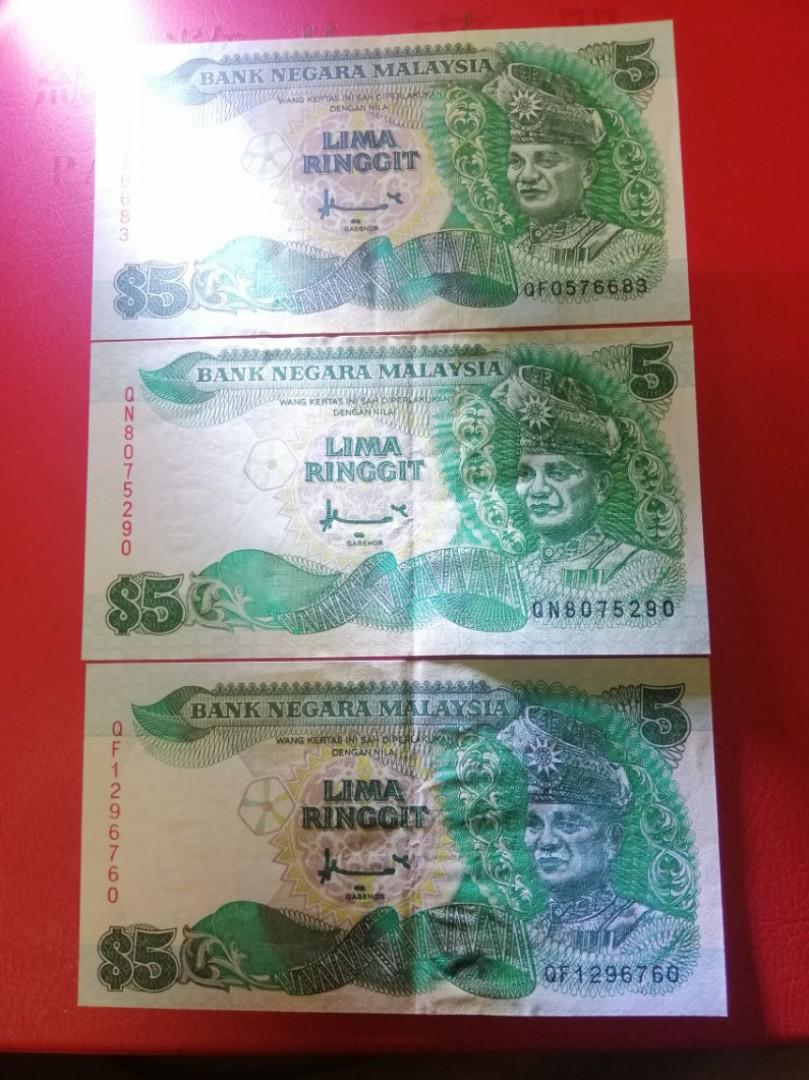 5
BANK NEGARA MALAYSIA
WANG KERTAS INI SAH DIPERLAKUKAN
DENGAN NILAI
LIMA
RINGGIT
GABENOR
6683
$5
QF0576683
5
BANK NEGARA MALAYSIA
WANG KERTAS INI SAH DIPERLAKUKAN
DENGAN NILAI
QN8075290
LIMA
RINGGIT
GABENOR
$5
QN8075290
5
BANK NEGARA MALAYSIA
WANG KERTAS INI SAH DIPERLAKUKAN
DENGAN NILAI
QF1296760
LIMA
RINGGIT
GABENOR
$5
QF1296760